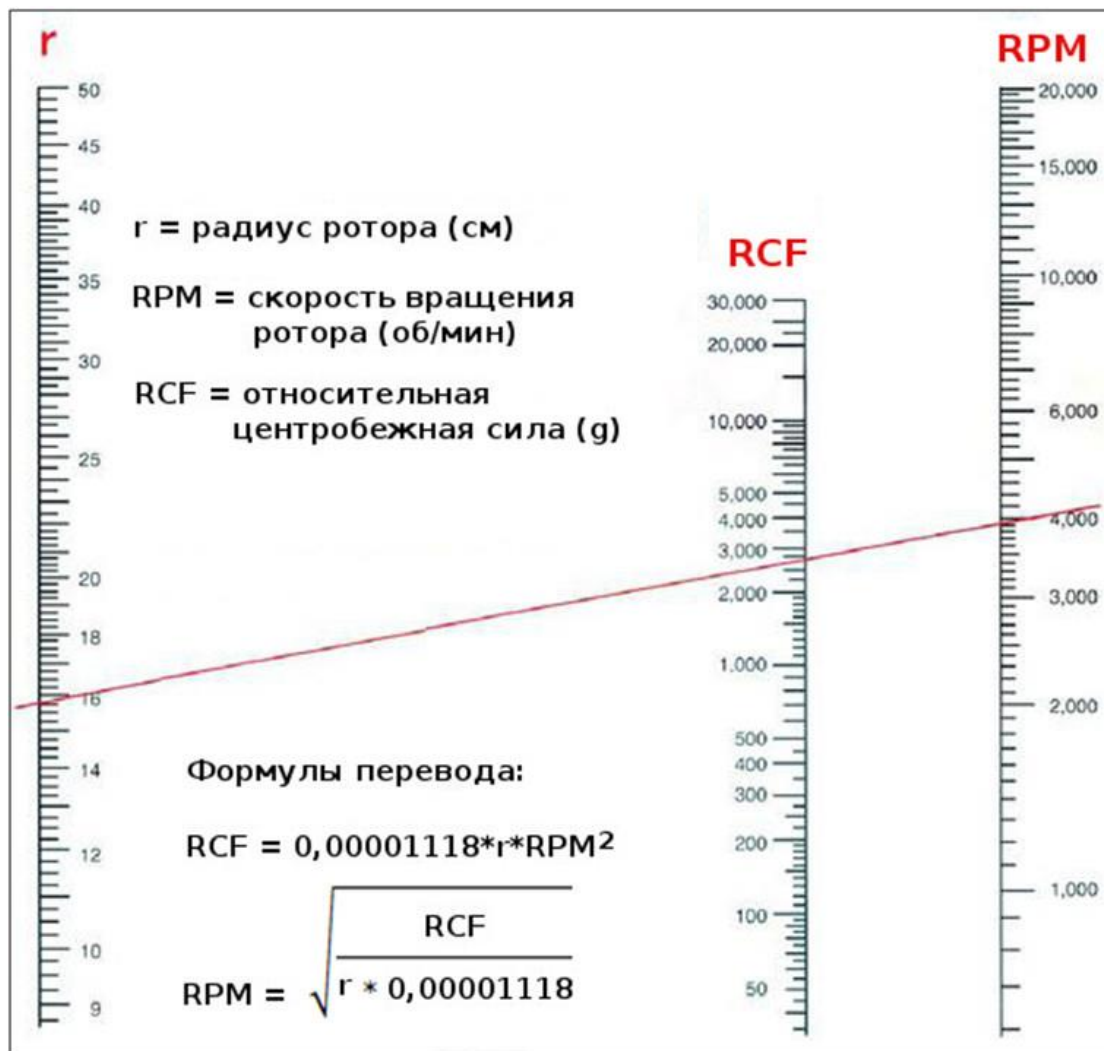 r
50
45
40
35
30
25
20
18
16
14
12
10
9
r = радиус ротора (см)
RPM = скорость вращения
ротора (об/мин)
RCF = относительная
центробежная сила (g)
Формулы перевода:
RCF = 0,00001118*r*RPM²
RPM = √
RCF
r * 0,00001118
RCF
30,000
20,000
10,000
5,000
4,000
3,000
2,000
1.000
500
400
300
200
100
50
RPM
20,000
15,000
10,000
6,000
4,000
3,000
2,000
1,000